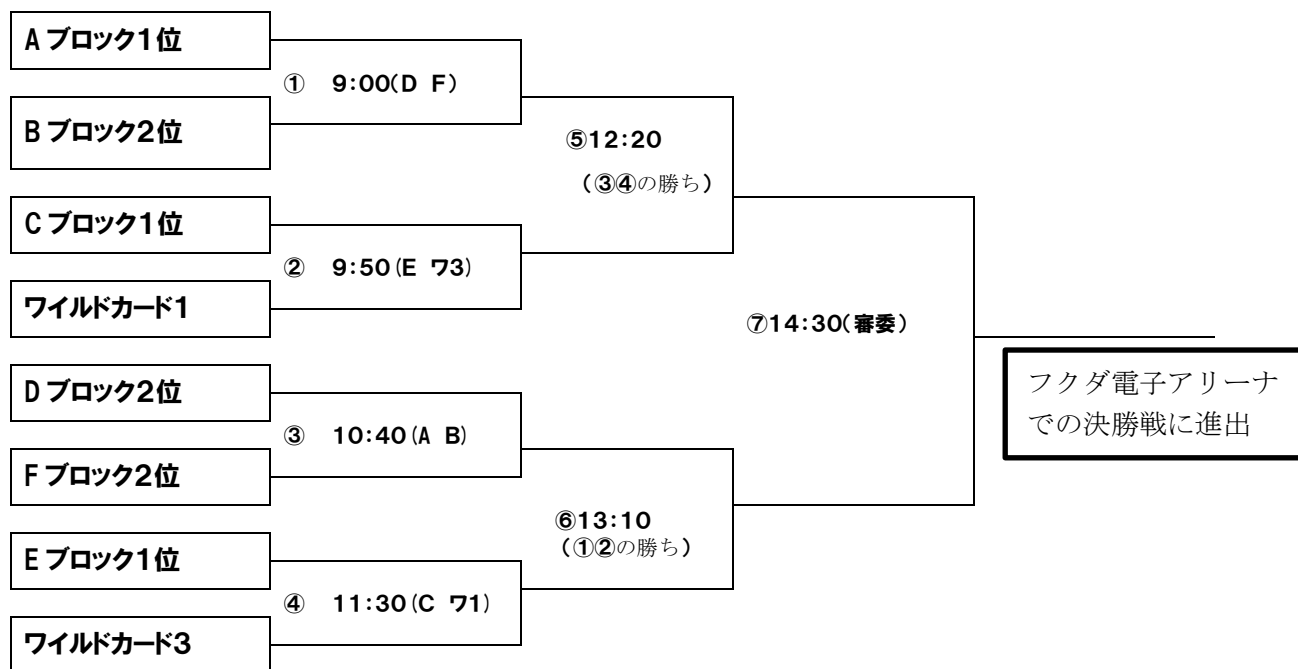 Aブロック1位
① 9:00(D F)
Bブロック2位
⑤12:20
(③④の勝ち)
Cブロック1位
② 9:50(E ワ3)
ワイルドカード1
⑦14:30(審委)
Dブロック2位
③ 10:40(A B)
Fブロック2位
フクダ電子アリーナ
での決勝戦に進出
⑥13:10
(①②の勝ち)
Eブロック1位
④ 11:30(C ワ1)
ワイルドカード3